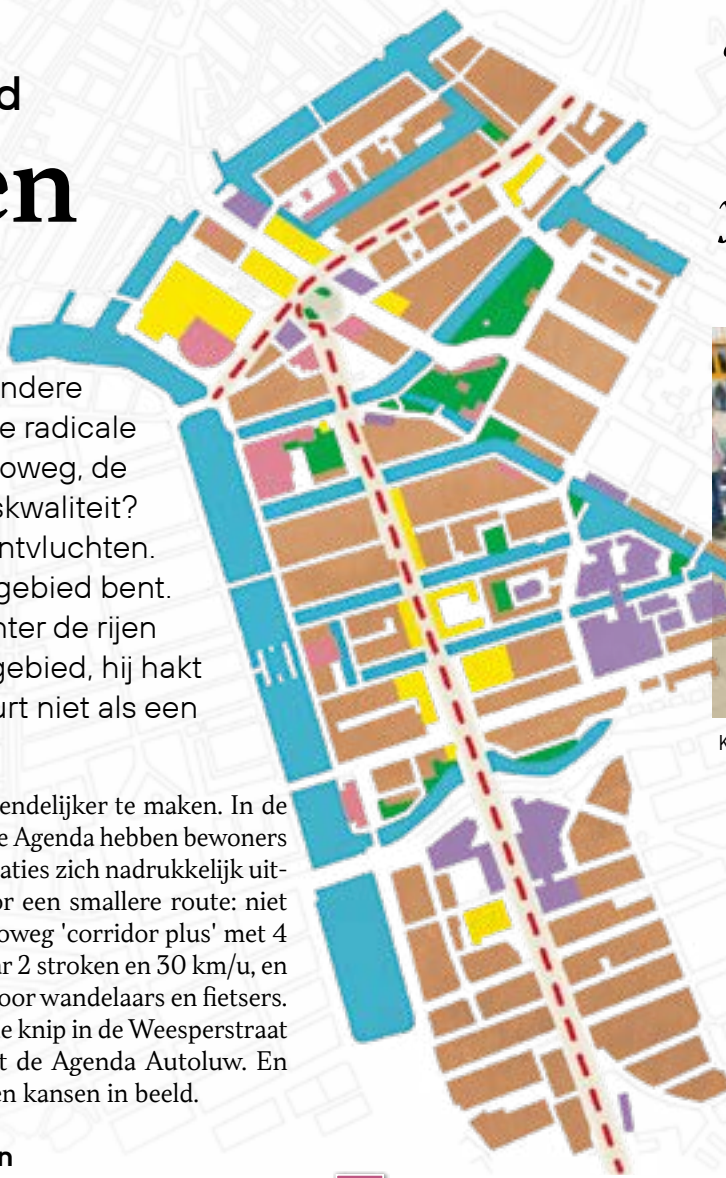 d
en
ndere
e radicale
oweg, de
skwaliteit?
ntvluchten.
gebied bent.
nter de rijen
gebied, hij hakt
urt niet als een
endelijker te maken. In de
e Agenda hebben bewoners
aties zich nadrukkelijk uit-
or een smallere route: niet
oweg 'corridor plus' met 4
ar 2 stroken en 30 km/u, en
oor wandelaars en fietsers.
e knip in de Weesperstraat
t de Agenda Autoluw. En
en kansen in beeld.
n
K